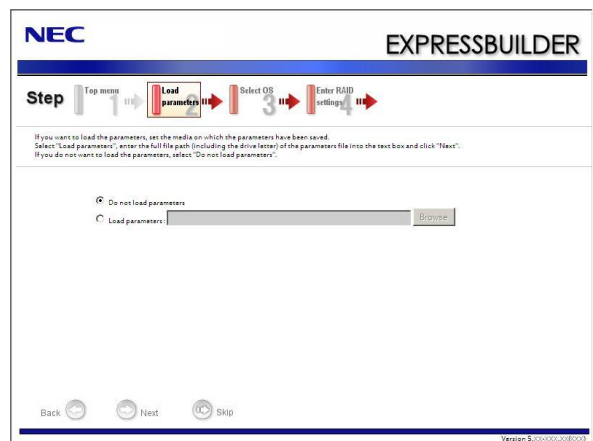 NEC
EXPRESSBUILDER
Step
Top menu
1
Load
parameters
2
Select OS
3
Enter RAID
settings
4
If you want to load the parameters, set the media on which the parameters have been saved.
Select "Load parameters", enter the full file path (including the drive letter) of the parameters file into the text box and click "Next".
If you do not want to load the parameters, select "Do not load parameters".
Do not load parameters
Load parameters:
Browse
Back
Next
Skip
Version 5.